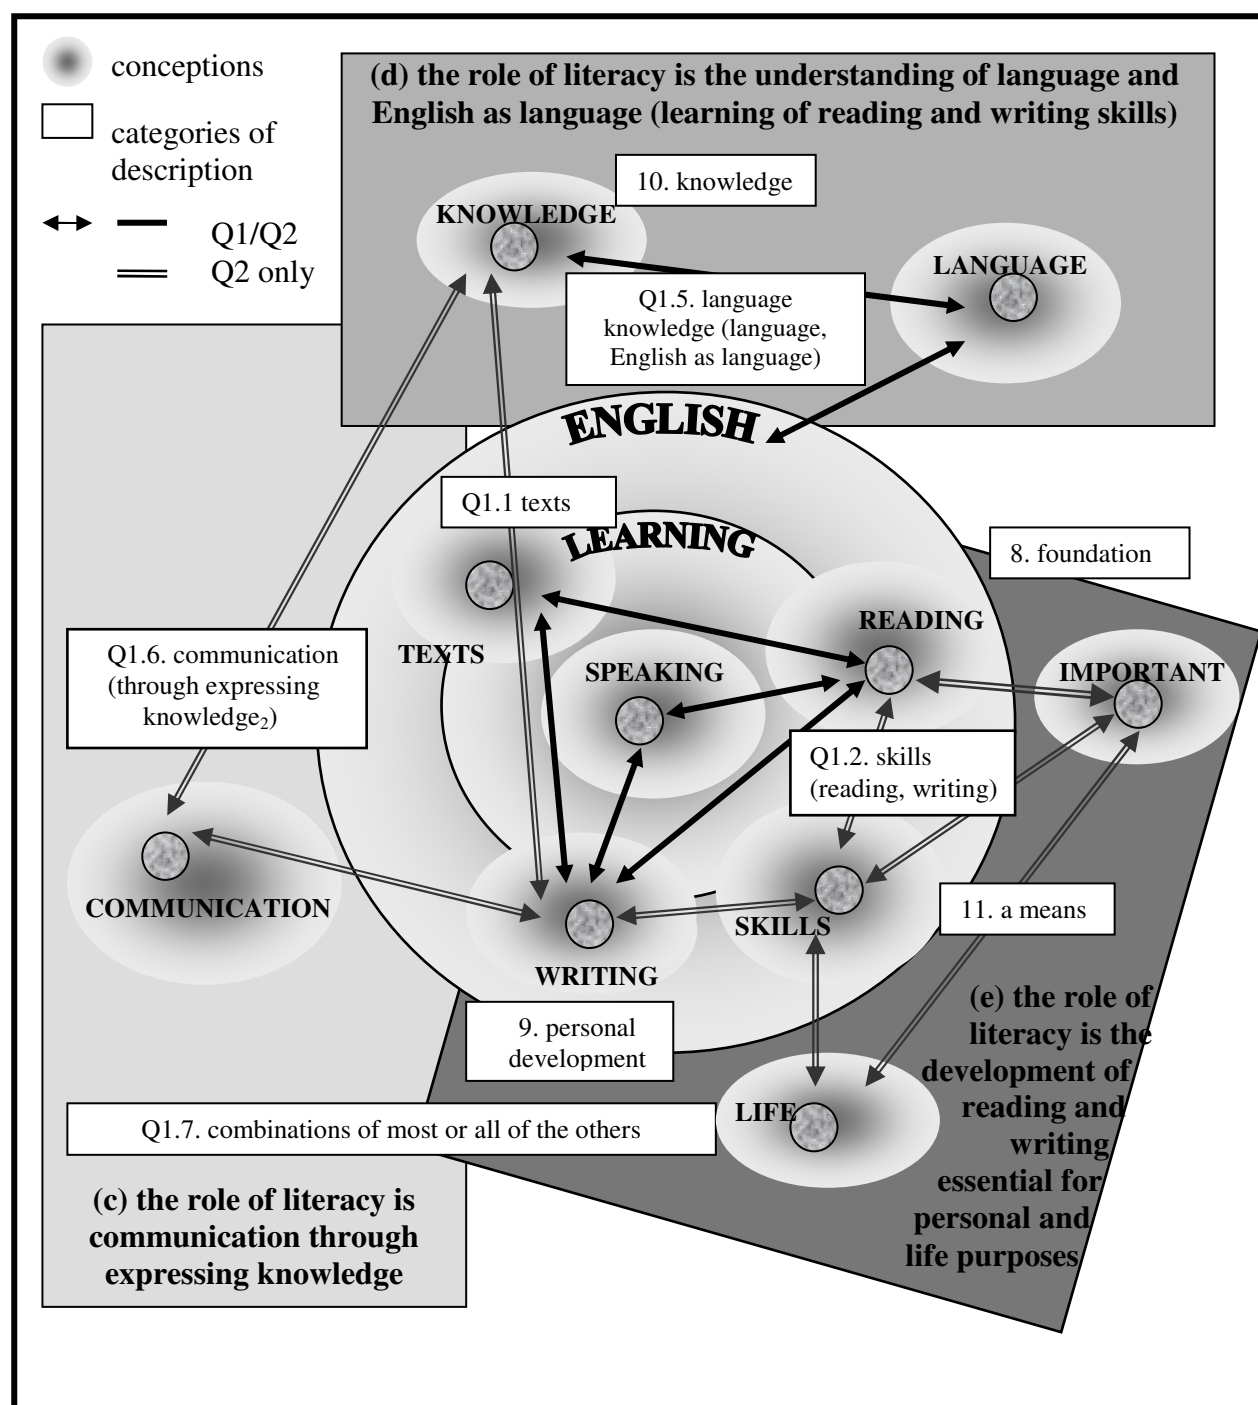 conceptions
categories of
description
Q1/Q2
Q2 only
(d) the role of literacy is the understanding of language and
English as language (learning of reading and writing skills)
10. knowledge
KNOWLEDGE
LANGUAGE
Q1.5. language
knowledge (language,
English as language)
ENGLISH
Q1.1 texts
LEARNING
8. foundation
READING
TEXTS
SPEAKING
IMPORTANT
Q1.6. communication
(through expressing
knowledge₂)
Q1.2. skills
(reading, writing)
COMMUNICATION
11. a means
SKILLS
WRITING
9. personal
development
LIFE
Q1.7. combinations of most or all of the others
(e) the role of
literacy is the
development of
reading and
writing
essential for
personal and
life purposes
(c) the role of literacy is
communication through
expressing knowledge